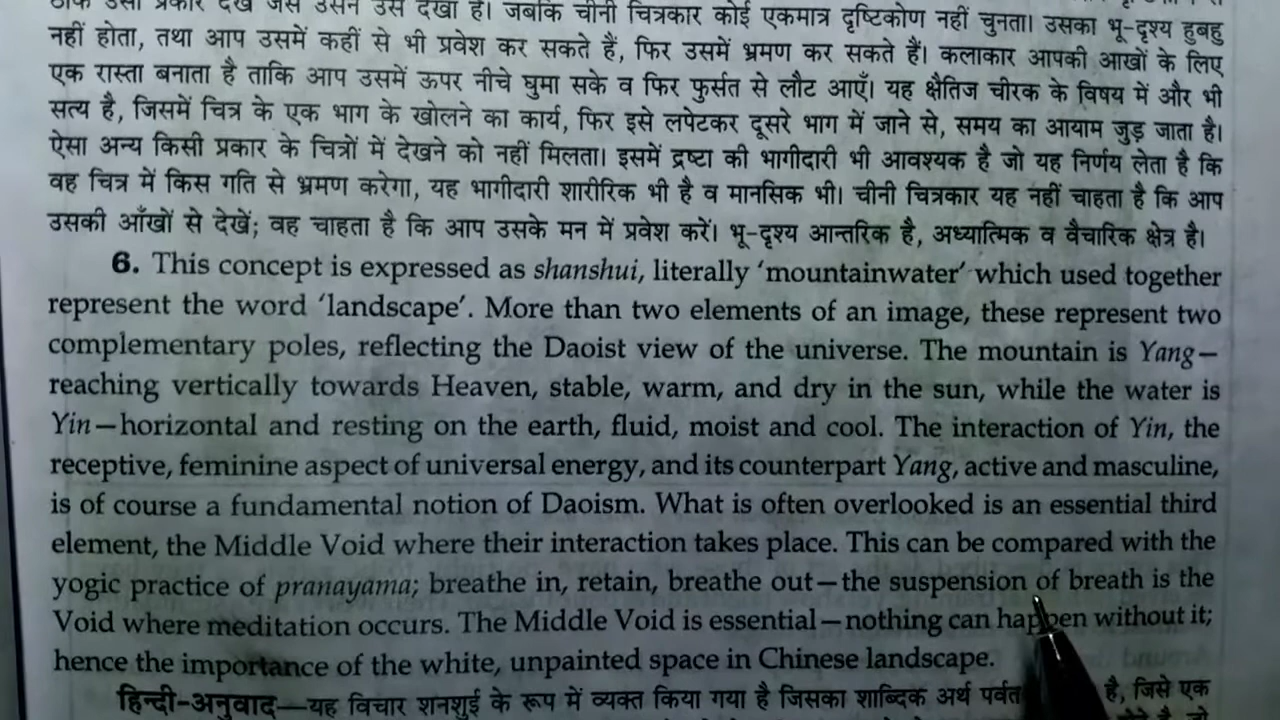 ठीक उसी प्रकार देखें जैसे उसने उसे देखा है। जबकि चीनी चित्रकार कोई एकमात्र दृष्टिकोण नहीं चुनता। उसका भू-दृश्य हुबहु
नहीं होता, तथा आप उसमें कहीं से भी प्रवेश कर सकते हैं, फिर उसमें भ्रमण कर सकते हैं। कलाकार आपकी आखों के लिए
एक रास्ता बनाता है ताकि आप उसमें ऊपर नीचे घुमा सके व फिर फुर्सत से लौट आएँ। यह क्षैतिज चीरक के विषय में और भी
सत्य है, जिसमें चित्र के एक भाग के खोलने का कार्य, फिर इसे लपेटकर दूसरे भाग में जाने से, समय का आयाम जुड़ जाता है।
ऐसा अन्य किसी प्रकार के चित्रों में देखने को नहीं मिलता। इसमें द्रष्टा की भागीदारी भी आवश्यक है जो यह निर्णय लेता है कि
वह चित्र में किस गति से भ्रमण करेगा, यह भागीदारी शारीरिक भी है व मानसिक भी। चीनी चित्रकार यह नहीं चाहता है कि आप
उसकी आँखों से देखें; वह चाहता है कि आप उसके मन में प्रवेश करें। भू-दृश्य आन्तरिक है, अध्यात्मिक व वैचारिक क्षेत्र है।
6. This concept is expressed as shanshui, literally ‘mountainwater’ which used together
represent the word ‘landscape’. More than two elements of an image, these represent two
complementary poles, reflecting the Daoist view of the universe. The mountain is Yang—
reaching vertically towards Heaven, stable, warm, and dry in the sun, while the water is
Yin—horizontal and resting on the earth, fluid, moist and cool. The interaction of Yin, the
receptive, feminine aspect of universal energy, and its counterpart Yang, active and masculine,
is of course a fundamental notion of Daoism. What is often overlooked is an essential third
element, the Middle Void where their interaction takes place. This can be compared with the
yogic practice of pranayama; breathe in, retain, breathe out—the suspension of breath is the
Void where meditation occurs. The Middle Void is essential—nothing can happen without it;
hence the importance of the white, unpainted space in Chinese landscape.
हिन्दी-अनुवाद—यह विचार शनशुई के रूप में व्यक्त किया गया है जिसका शाब्दिक अर्थ पर्वत है, जिसे एक